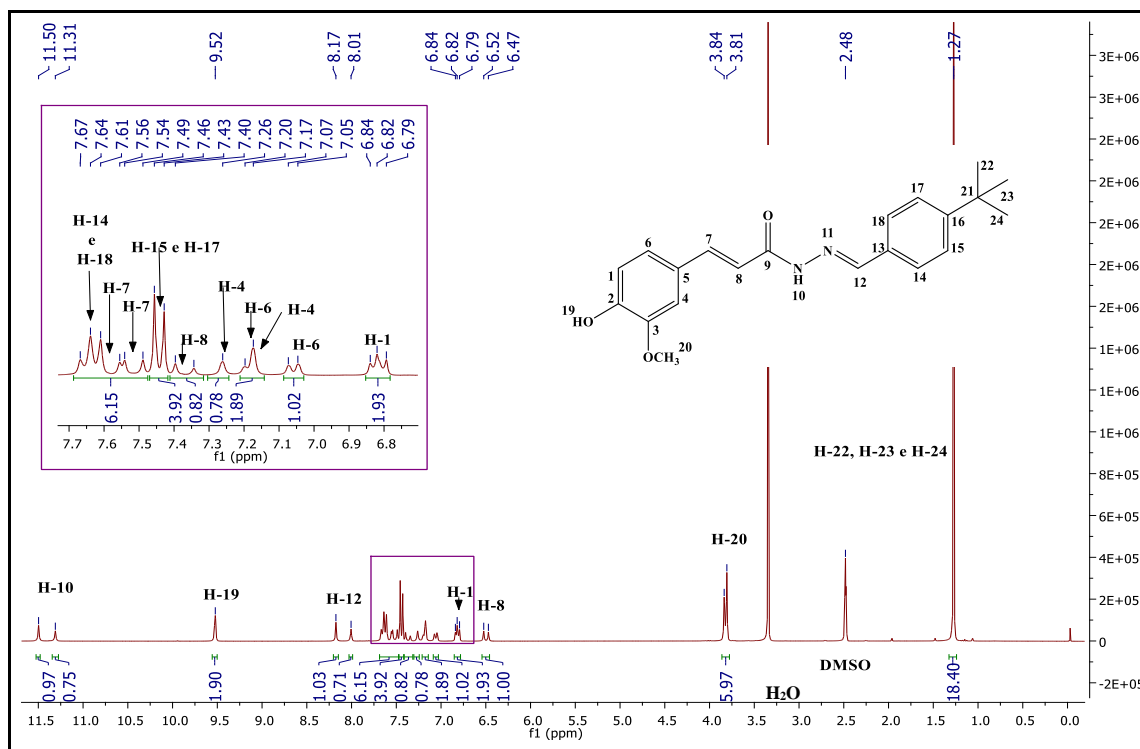 11.50
11.31
9.52
8.17
8.01
6.84
6.82
6.79
6.52
6.47
3.84
3.81
2.48
1.27
7.67
7.64
7.61
7.56
7.54
7.49
7.46
7.43
7.40
7.26
7.20
7.17
7.07
7.05
6.84
6.82
6.79
H-14
e
H-18
H-7
H-7
H-15 e H-17
H-8
H-4
H-6
H-4
H-6
H-1
6.15
3.92
0.82
0.78
1.89
1.02
1.93
7.7 7.6 7.5 7.4 7.3 7.2 7.1 7.0 6.9 6.8
f1 (ppm)
22
21
23
24
17
16
18
15
13
14
12
N
11
N
H
10
O
9
8
7
6
5
4
1
2
3
19
HO
20
OCH3
3E+06
3E+06
2E+06
2E+06
2E+06
2E+06
2E+06
1E+06
1E+06
1E+06
8E+05
6E+05
4E+05
2E+05
0
-2E+05
H-10
H-19
H-12
H-1
H-8
H-20
H-22, H-23 e H-24
DMSO
H2O
0.97
0.75
1.90
1.03
0.71
6.15
3.92
0.82
0.78
1.89
1.02
1.93
1.00
5.97
18.40
11.5 11.0 10.5 10.0 9.5 9.0 8.5 8.0 7.5 7.0 6.5 6.0 5.5 5.0 4.5 4.0 3.5 3.0 2.5 2.0 1.5 1.0 0.5 0.0
f1 (ppm)